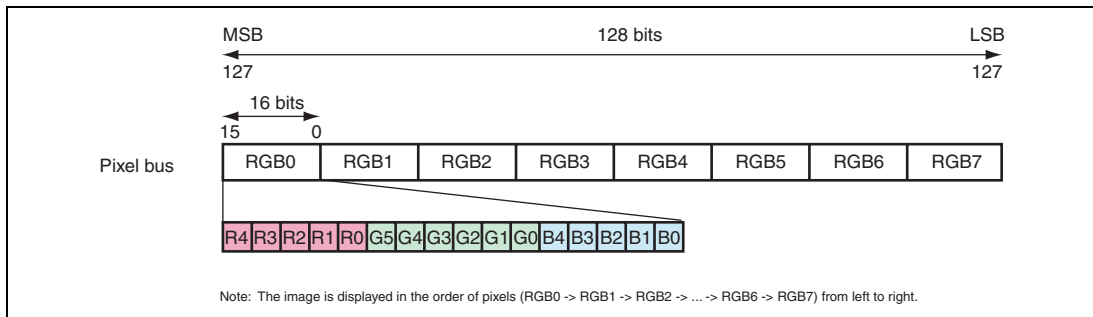 MSB 128 bits LSB
127 127
16 bits
15 0
Pixel bus RGB0 RGB1 RGB2 RGB3 RGB4 RGB5 RGB6 RGB7
R4 R3 R2 R1 R0 G5 G4 G3 G2 G1 G0 B4 B3 B2 B1 B0
Note: The image is displayed in the order of pixels (RGB0 -> RGB1 -> RGB2 -> ... -> RGB6 -> RGB7) from left to right.